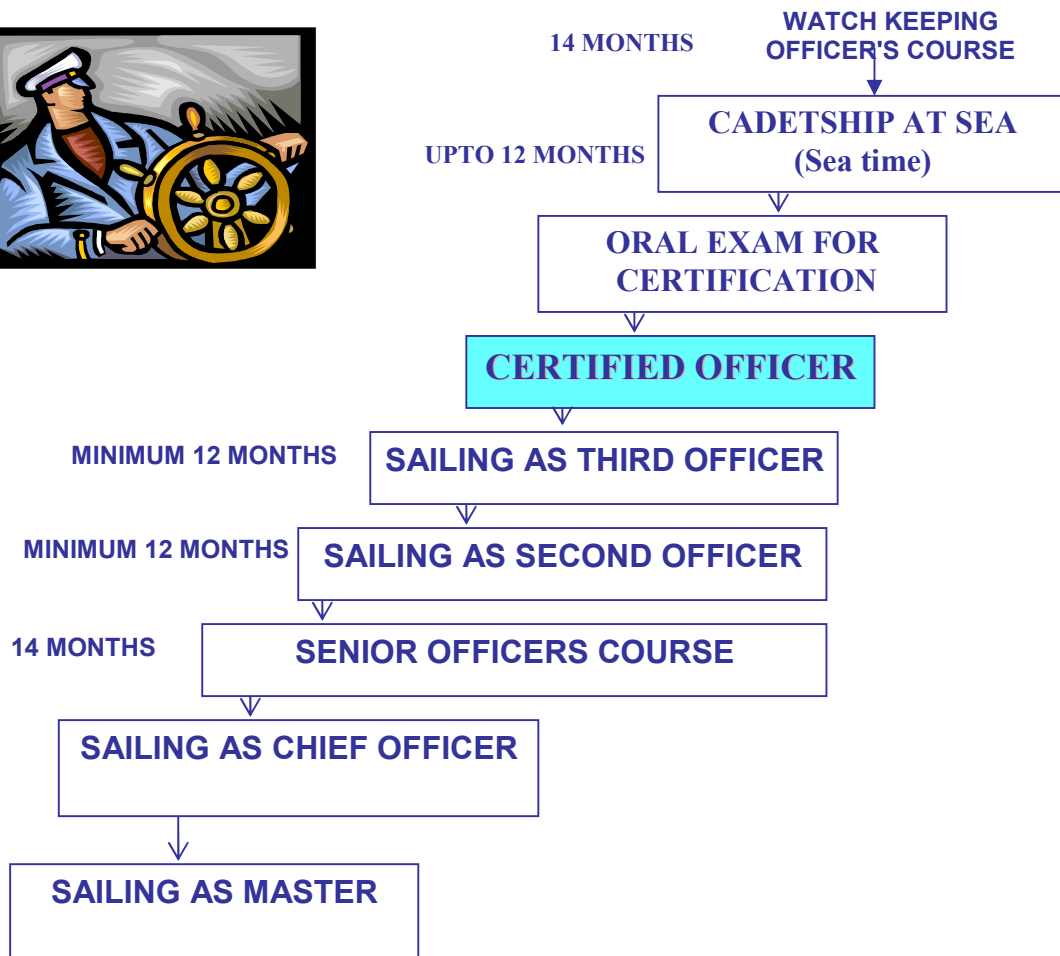 14 MONTHS
WATCH KEEPING
OFFICER'S COURSE
UPTO 12 MONTHS
CADETSHIP AT SEA
(Sea time)
ORAL EXAM FOR
CERTIFICATION
CERTIFIED OFFICER
MINIMUM 12 MONTHS
SAILING AS THIRD OFFICER
MINIMUM 12 MONTHS
SAILING AS SECOND OFFICER
14 MONTHS
SENIOR OFFICERS COURSE
SAILING AS CHIEF OFFICER
SAILING AS MASTER